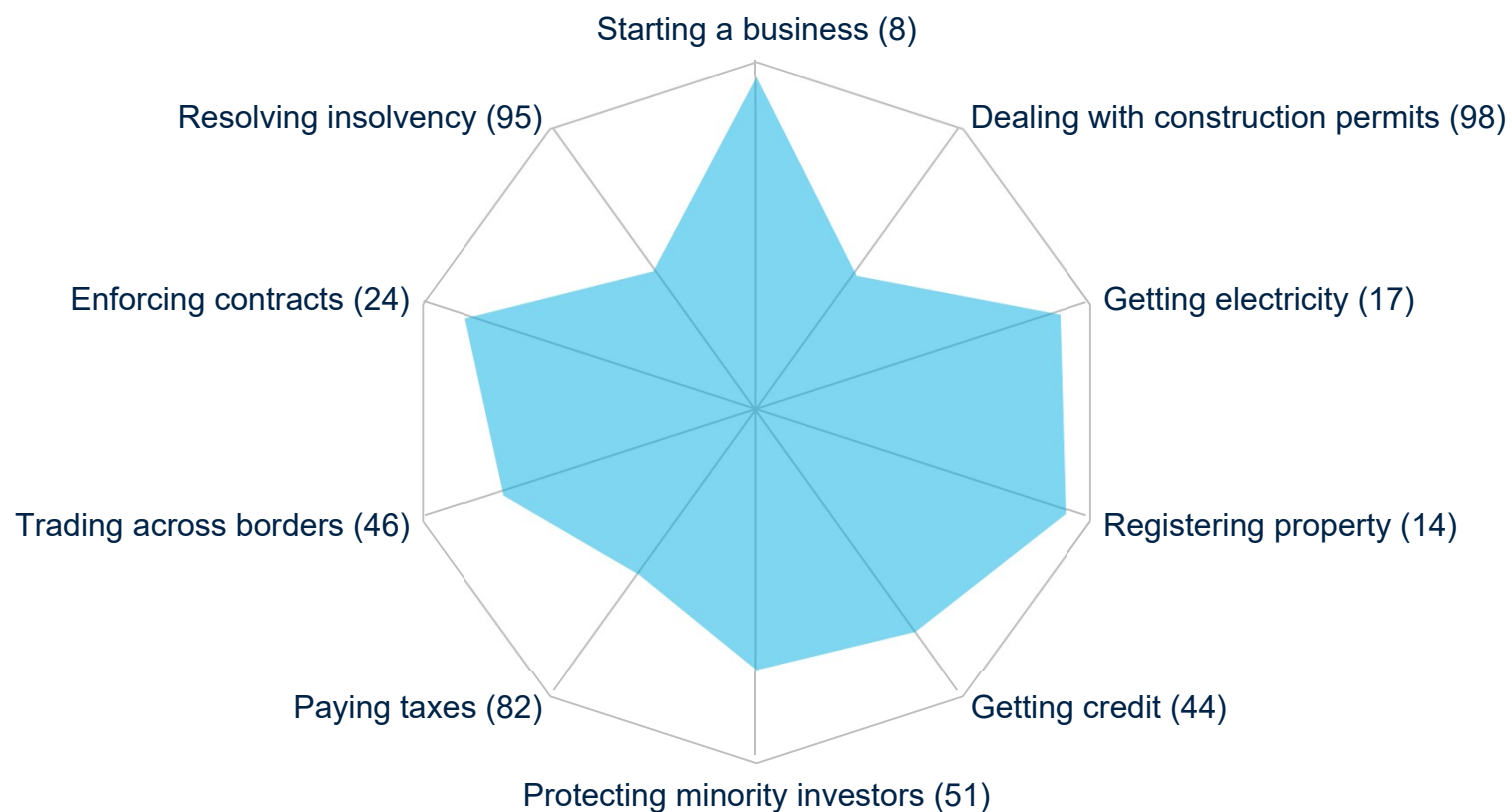 Starting a business (8)
Resolving insolvency (95)
Dealing with construction permits (98)
Enforcing contracts (24)
Getting electricity (17)
Trading across borders (46)
Registering property (14)
Paying taxes (82)
Getting credit (44)
Protecting minority investors (51)